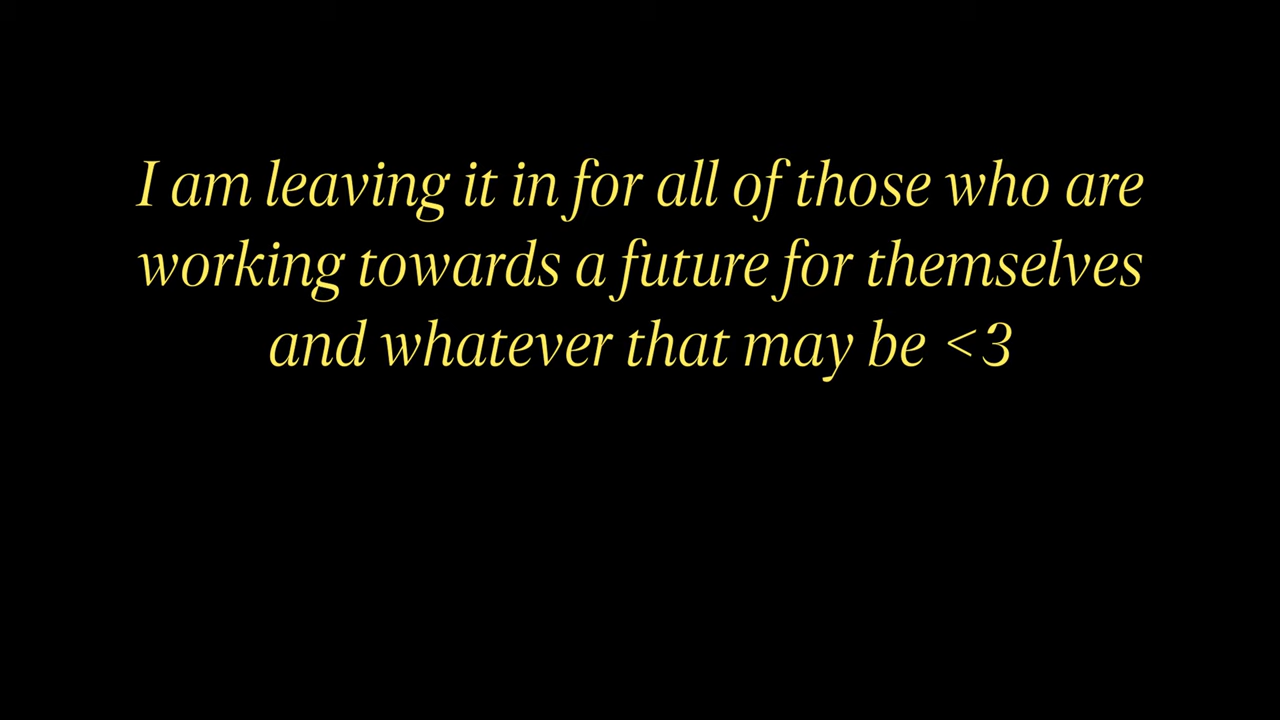 I am leaving it in for all of those who are
working towards a future for themselves
and whatever that may be <3